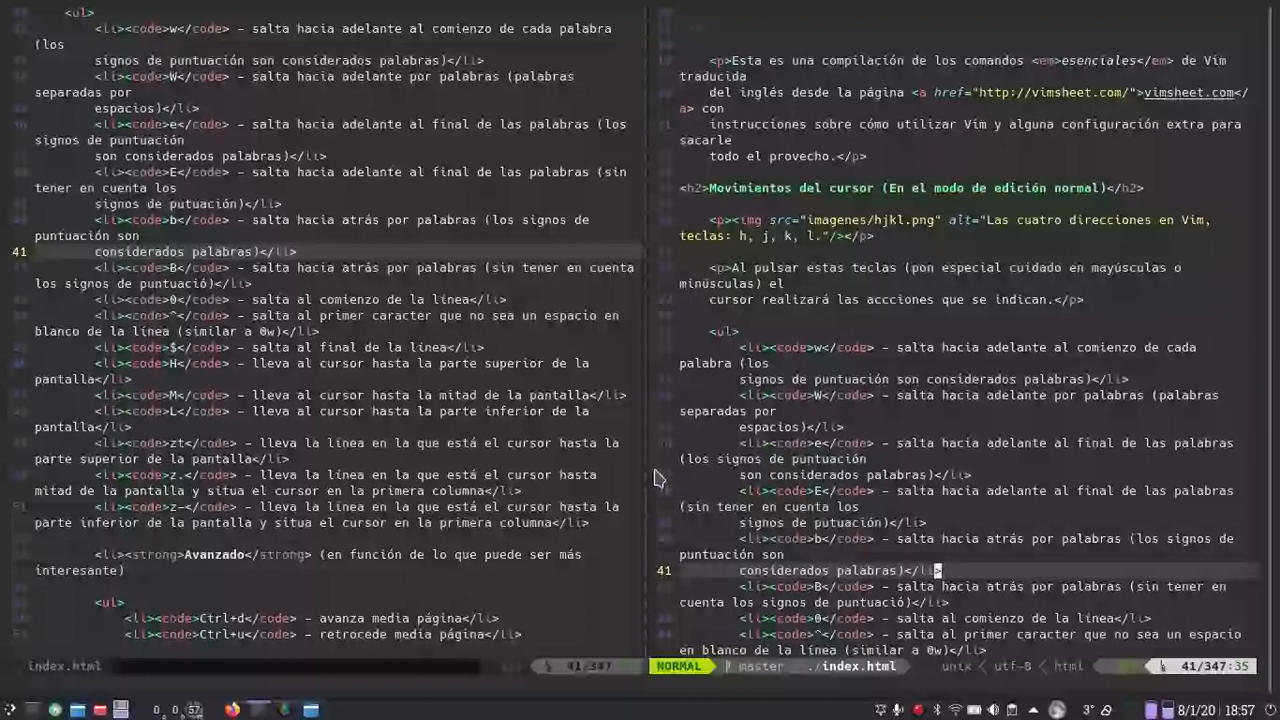 <ul>
<li><code>w</code> – salta hacia adelante al comienzo de cada palabra
(los
signos de puntuación son considerados palabras)</li>
<li><code>W</code> – salta hacia adelante por palabras (palabras
separadas por
espacios)</li>
<li><code>e</code> – salta hacia adelante al final de las palabras (los
signos de puntuación
son considerados palabras)</li>
<li><code>E</code> – salta hacia adelante al final de las palabras (sin
tener en cuenta los
signos de putuación)</li>
<li><code>b</code> – salta hacia atrás por palabras (los signos de
puntuación son
41 considerados palabras)</li>
<li><code>B</code> – salta hacia atrás por palabras (sin tener en cuenta
los signos de puntuació)</li>
<li><code>0</code> – salta al comienzo de la línea</li>
<li><code>^</code> – salta al primer caracter que no sea un espacio en
blanco de la línea (similar a 0w)</li>
<li><code>$</code> – salta al final de la línea</li>
<li><code>H</code> – lleva al cursor hasta la parte superior de la
pantalla</li>
<li><code>M</code> – lleva al cursor hasta la mitad de la pantalla</li>
<li><code>L</code> – lleva al cursor hasta la parte inferior de la
pantalla</li>
<li><code>zt</code> – lleva la línea en la que está el cursor hasta la
parte superior de la pantalla</li>
<li><code>z.</code> – lleva la línea en la que está el cursor hasta
mitad de la pantalla y situa el cursor en la primera columna</li>
<li><code>z–</code> – lleva la línea en la que está el cursor hasta la
parte inferior de la pantalla y situa el cursor en la primera columna</li>
<li><strong>Avanzado</strong> (en función de lo que puede ser más
interesante)
<ul>
<li><code>Ctrl+d</code> – avanza media página</li>
<li><code>Ctrl+u</code> – retrocede media página</li>
index.html 41/347
<p>Esta es una compilación de los comandos <em>esenciales</em> de Vim
traducida
del inglés desde la página <a href="http://vimsheet.com/">vimsheet.com</
a> con
instrucciones sobre cómo utilizar Vim y alguna configuración extra para
sacarle
todo el provecho.</p>
<h2>Movimientos del cursor (En el modo de edición normal)</h2>
<p><img src="imagenes/hjkl.png" alt="Las cuatro direcciones en Vim,
teclas: h, j, k, l."/></p>
<p>Al pulsar estas teclas (pon especial cuidado en mayúsculas o
minúsculas) el
cursor realizará las accciones que se indican.</p>
<ul>
<li><code>w</code> – salta hacia adelante al comienzo de cada
palabra (los
signos de puntuación son considerados palabras)</li>
<li><code>W</code> – salta hacia adelante por palabras (palabras
separadas por
espacios)</li>
<li><code>e</code> – salta hacia adelante al final de las palabras
(los signos de puntuación
son considerados palabras)</li>
<li><code>E</code> – salta hacia adelante al final de las palabras
(sin tener en cuenta los
signos de putuación)</li>
<li><code>b</code> – salta hacia atrás por palabras (los signos de
puntuación son
41 considerados palabras)</li>
<li><code>B</code> – salta hacia atrás por palabras (sin tener en
cuenta los signos de puntuació)</li>
<li><code>0</code> – salta al comienzo de la línea</li>
<li><code>^</code> – salta al primer caracter que no sea un espacio
en blanco de la línea (similar a 0w)</li>
NORMAL master ../index.html unix < utf-8 < html 41/347:35
0 0 57 3° 8/1/20 18:57